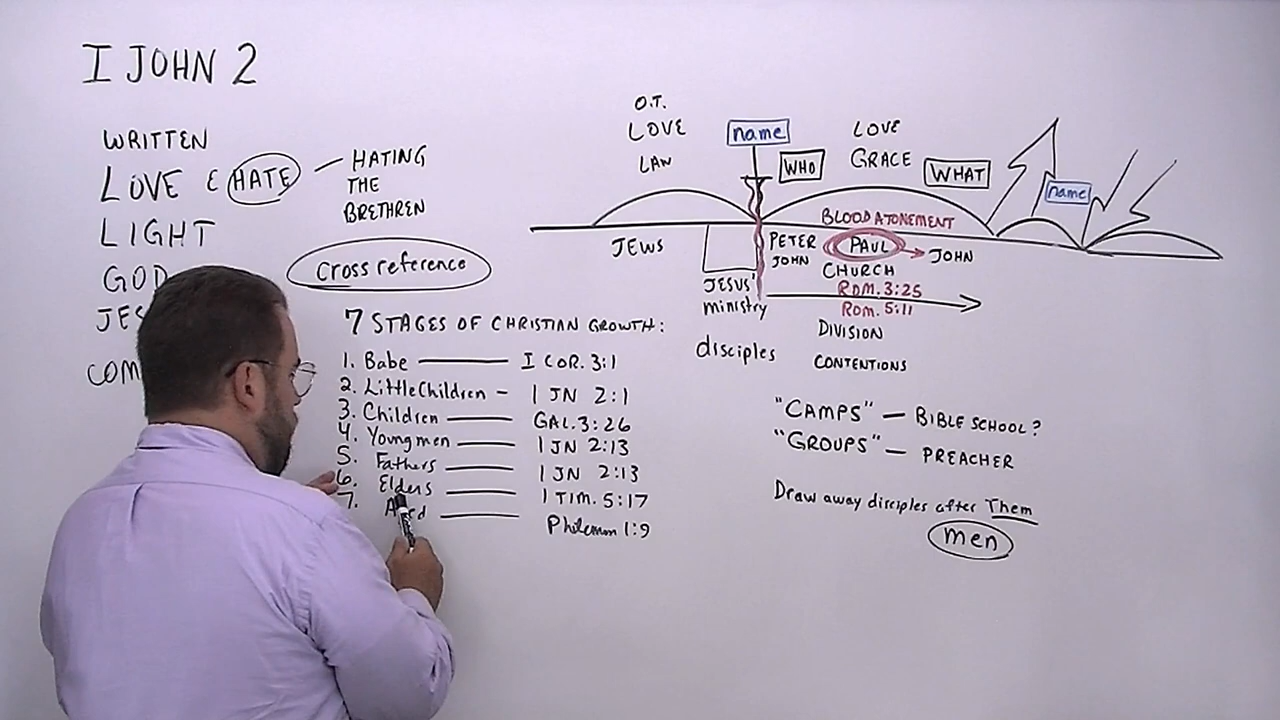 I JOHN 2
WRITTEN
LOVE & HATE
HATING
THE
BRETHREN
LIGHT
GOD
Cross reference
7 STAGES OF CHRISTIAN GROWTH:
1. Babe — I COR. 3:1
2. Little Children — 1 JN 2:1
3. Children — GAL. 3:26
4. Young men — 1 JN 2:13
5. Fathers — 1 JN 2:13
6. Elders — 1 TIM. 5:17
7. — Philemon 1:9
O.T.
LOVE
LAW
name
WHO
LOVE
GRACE
WHAT
name
BLOOD ATONEMENT
JEWS
JESUS'
ministry
disciples
PETER
JOHN
PAUL
JOHN
CHURCH
ROM. 3:25
ROM. 5:11
DIVISION
CONTENTIONS
"CAMPS" — BIBLE SCHOOL?
"GROUPS" — PREACHER
Draw away disciples after Them
men